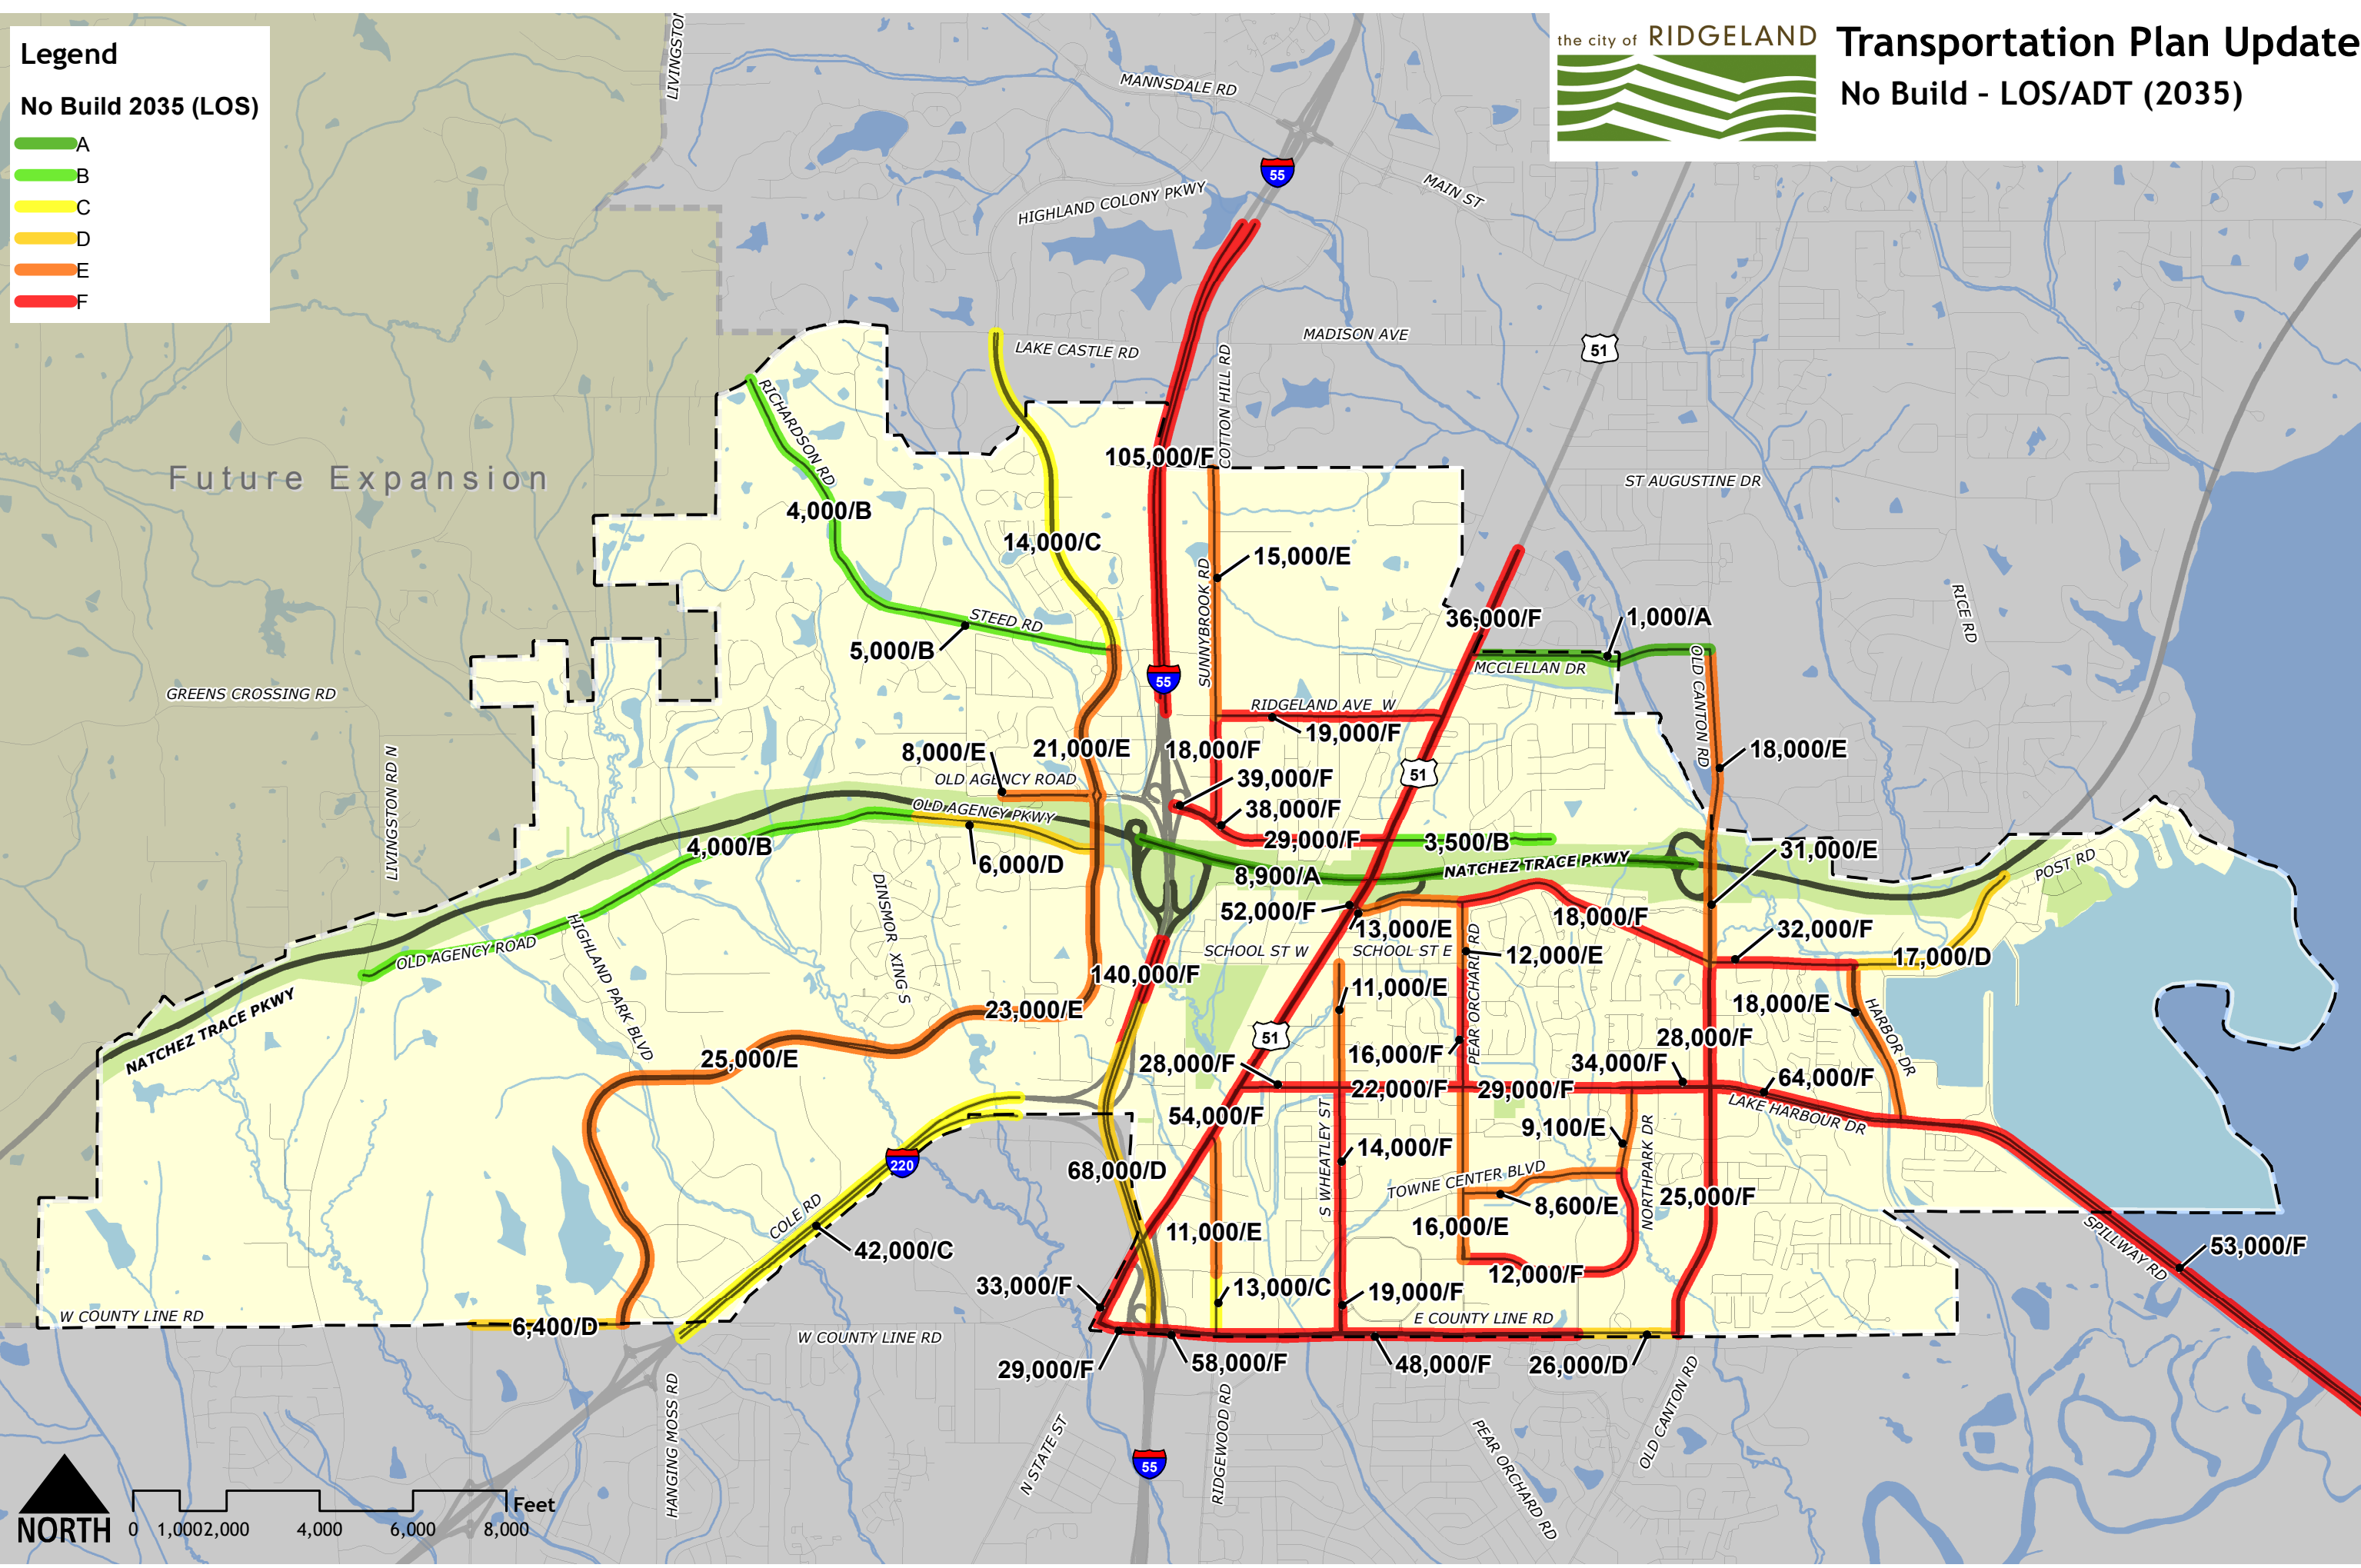 Legend
No Build 2035 (LOS)
A
B
C
D
E
F
the city of RIDGELAND
Transportation Plan Update
No Build – LOS/ADT (2035)
LIVINGSTON
MANNSDALE RD
55
HIGHLAND COLONY PKWY
MAIN ST
LAKE CASTLE RD
MADISON AVE
51
COTTON HILL RD
RICHARDSON RD
105,000/F
Future Expansion
ST AUGUSTINE DR
4,000/B
14,000/C
15,000/E
SUNNYBROOK RD
RICE RD
STEED RD
36,000/F
1,000/A
5,000/B
MCCLELLAN DR
OLD CANTON RD
55
GREENS CROSSING RD
RIDGELAND AVE W
19,000/F
8,000/E
21,000/E
18,000/F
18,000/E
OLD AGENCY ROAD
39,000/F
51
LIVINGSTON RD N
OLD AGENCY PKWY
38,000/F
4,000/B
29,000/F
3,500/B
31,000/E
6,000/D
NATCHEZ TRACE PKWY
POST RD
8,900/A
DINSMOR XING S
52,000/F
18,000/F
13,000/E
32,000/F
HIGHLAND PARK BLVD
OLD AGENCY ROAD
SCHOOL ST W
SCHOOL ST E
12,000/E
17,000/D
140,000/F
11,000/E
PEAR ORCHARD RD
18,000/E
HARBOR DR
NATCHEZ TRACE PKWY
23,000/E
51
28,000/F
25,000/E
16,000/F
28,000/F
34,000/F
64,000/F
22,000/F
29,000/F
54,000/F
LAKE HARBOUR DR
9,100/E
S WHEATLEY ST
14,000/F
NORTHPARK DR
220
68,000/D
TOWNE CENTER BLVD
25,000/F
8,600/E
COLE RD
11,000/E
16,000/E
42,000/C
SPILLWAY RD
53,000/F
33,000/F
13,000/C
19,000/F
12,000/F
W COUNTY LINE RD
6,400/D
W COUNTY LINE RD
E COUNTY LINE RD
29,000/F
58,000/F
48,000/F
26,000/D
HANGING MOSS RD
N STATE ST
RIDGEWOOD RD
PEAR ORCHARD RD
OLD CANTON RD
55
NORTH
Feet
0 1,000 2,000 4,000 6,000 8,000